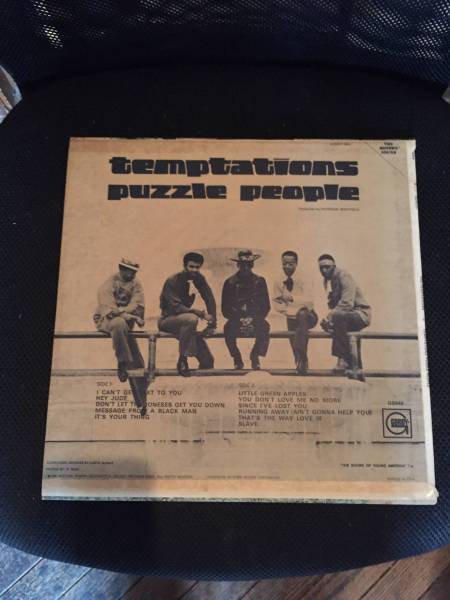 temptations
puzzle people
SIDE 1
I CAN'T GET NEXT TO YOU
HEY JUDE
DON'T LET THE JONESES GET YOU DOWN
MESSAGE FROM A BLACK MAN
IT'S YOUR THING
SIDE 2
LITTLE GREEN APPLES
YOU DON'T LOVE ME NO MORE
SINCE I'VE LOST YOU
RUNNING AWAY (AIN'T GONNA HELP YOU)
THAT'S THE WAY LOVE IS
SLAVE
GS949
GORDY
"THE SOUND OF YOUNG AMERICA"